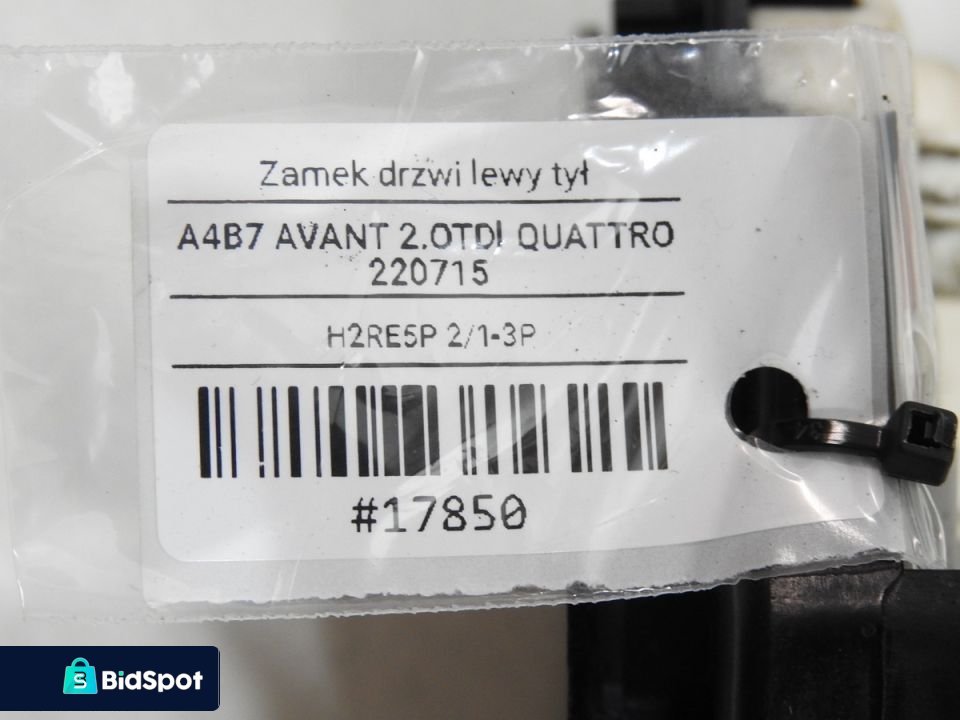 Zamek drzwi lewy tył
A4B7 AVANT 2.0TDI QUATTRO
220715
H2RE5P 2/1-3P
#17850
S BidSpot